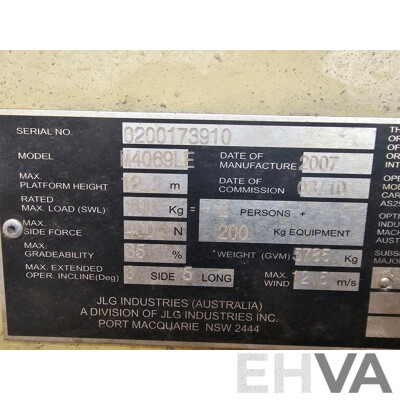 SERIAL NO. 0200173910
MODEL M4069LE DATE OF MANUFACTURE 2007
MAX. PLATFORM HEIGHT 12.2 m DATE OF COMMISSION
RATED MAX. LOAD (SWL) Kg PERSONS +
MAX. SIDE FORCE 400 N 200 Kg EQUIPMENT
MAX. GRADEABILITY 35 % WEIGHT (GVM) Kg
MAX. EXTENDED OPER. INCLINE(Deg) SIDE 5 LONG MAX. WIND 12.5 m/s
JLG INDUSTRIES (AUSTRALIA)
A DIVISION OF JLG INDUSTRIES INC.
PORT MACQUARIE NSW 2444
EHVA